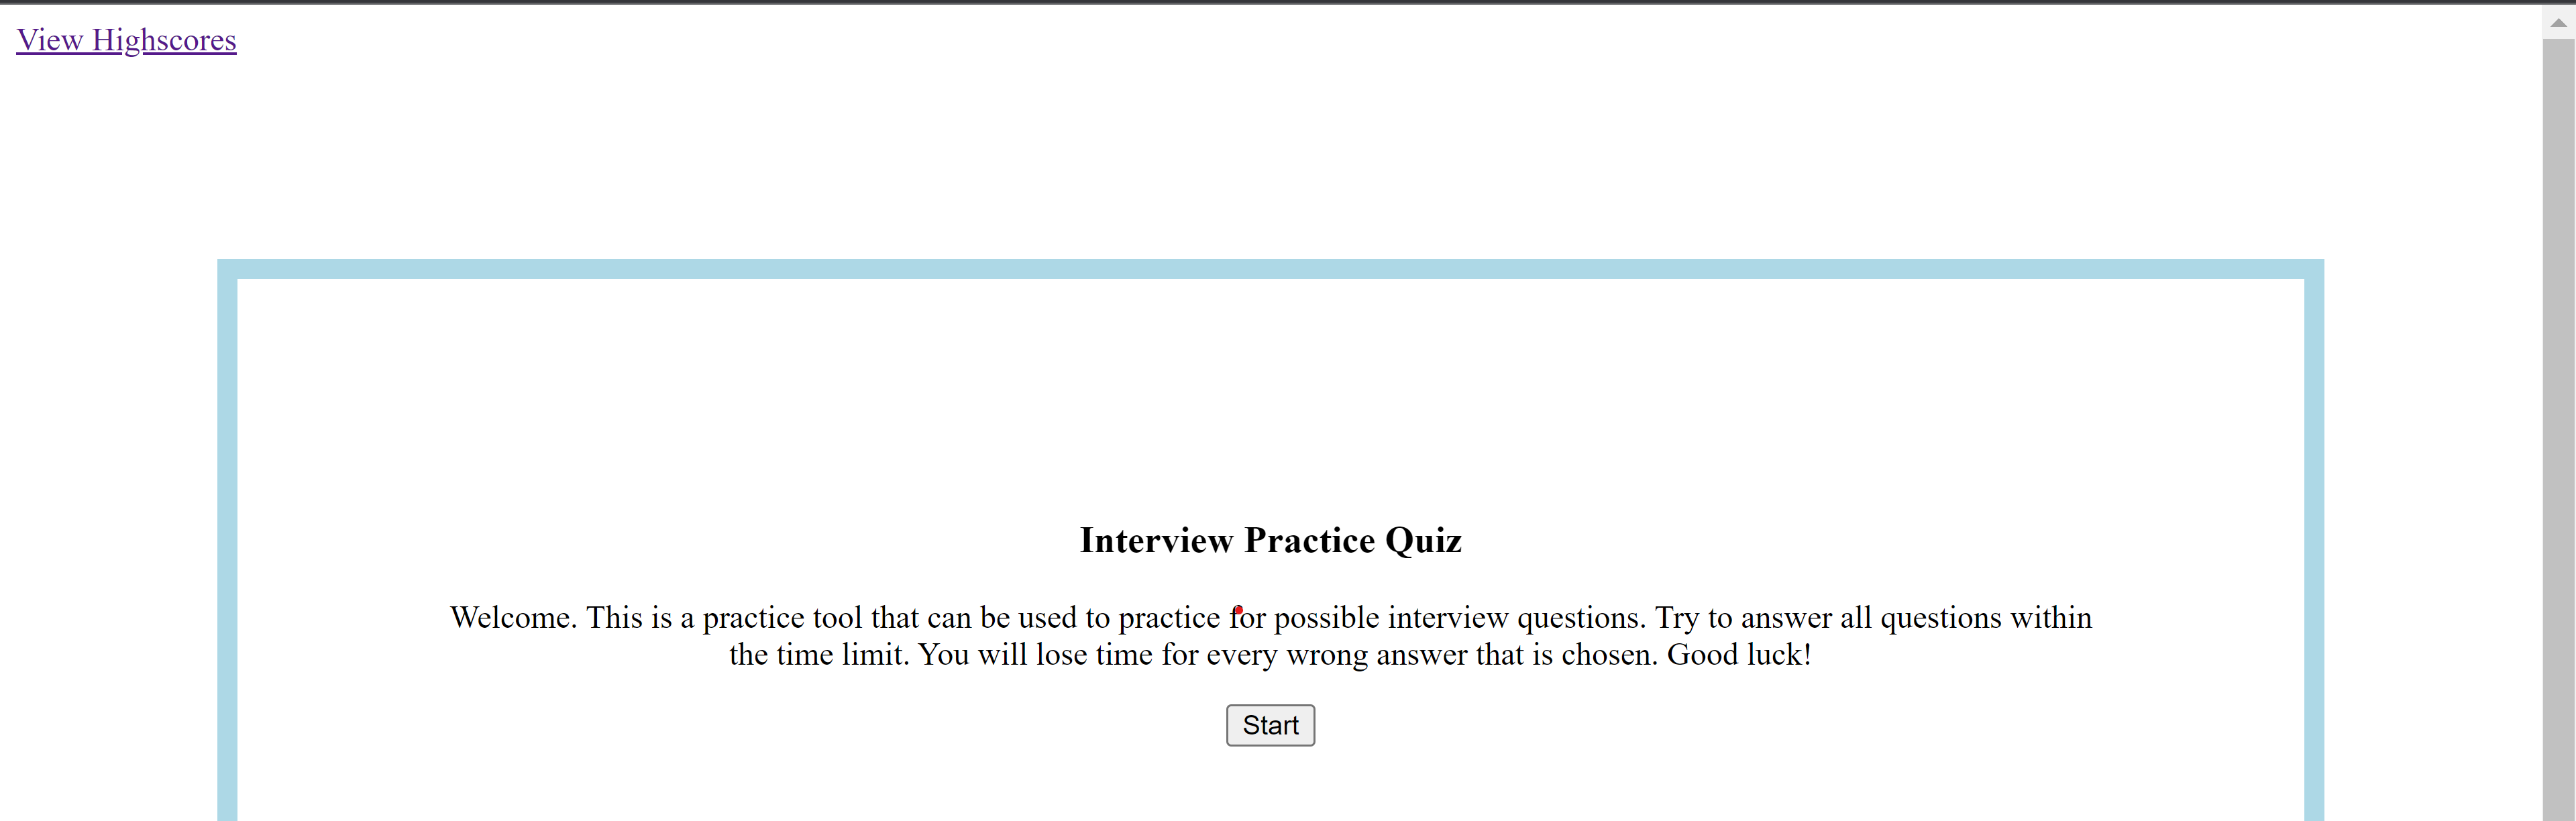 View Highscores
Interview Practice Quiz
Welcome. This is a practice tool that can be used to practice for possible interview questions. Try to answer all questions within
the time limit. You will lose time for every wrong answer that is chosen. Good luck!
Start